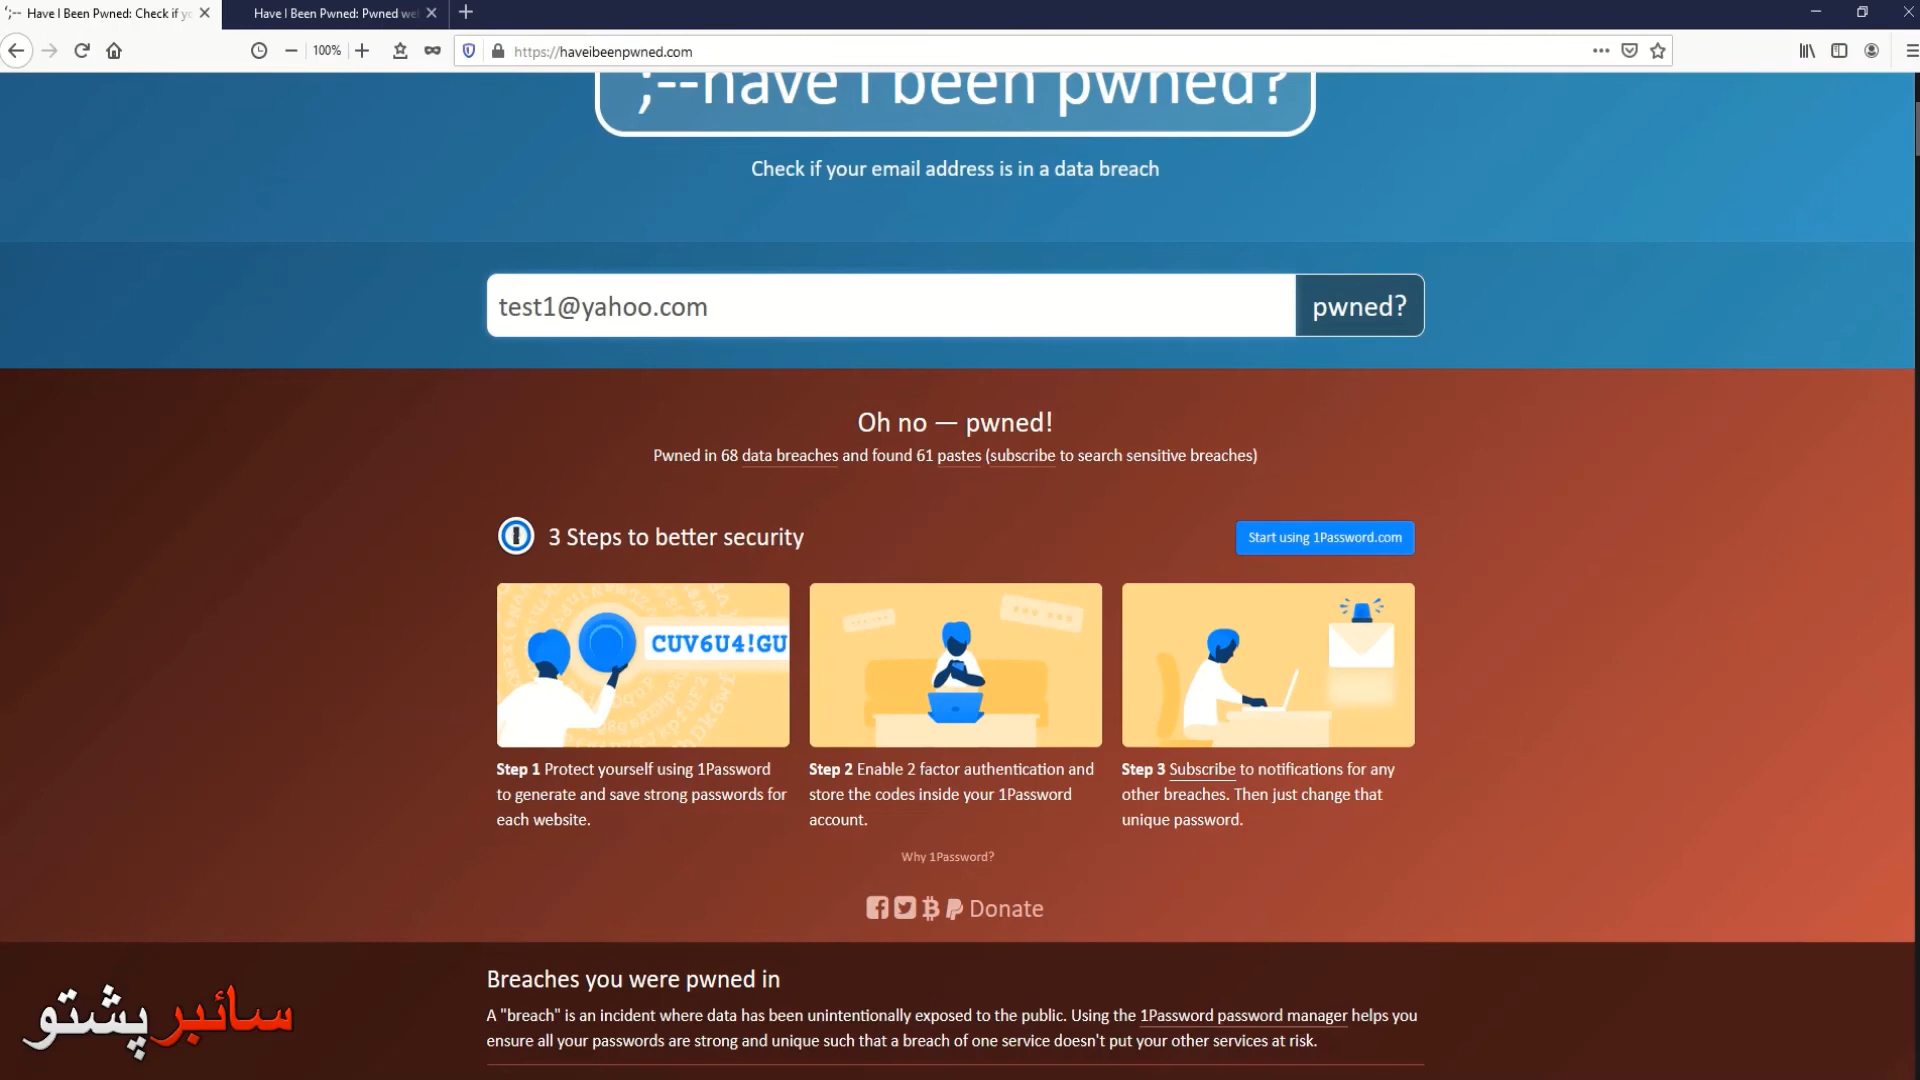 ';-- Have I Been Pwned: Check if yo
Have I Been Pwned: Pwned we
100%
https://haveibeenpwned.com
;--have i been pwned?
Check if your email address is in a data breach
test1@yahoo.com
pwned?
Oh no — pwned!
Pwned in 68 data breaches and found 61 pastes (subscribe to search sensitive breaches)
3 Steps to better security
Start using 1Password.com
CUV6U4!GU
Step 1 Protect yourself using 1Password
to generate and save strong passwords for
each website.
Step 2 Enable 2 factor authentication and
store the codes inside your 1Password
account.
Step 3 Subscribe to notifications for any
other breaches. Then just change that
unique password.
Why 1Password?
Donate
Breaches you were pwned in
A "breach" is an incident where data has been unintentionally exposed to the public. Using the 1Password password manager helps you
ensure all your passwords are strong and unique such that a breach of one service doesn't put your other services at risk.
سائبر پشتو